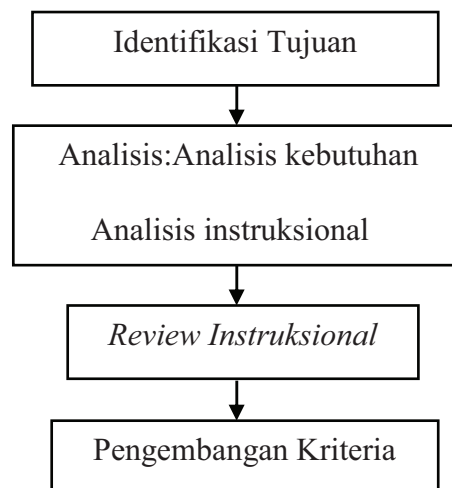 Identifikasi Tujuan
Analisis:Analisis kebutuhan
Analisis instruksional
Review Instruksional
Pengembangan Kriteria